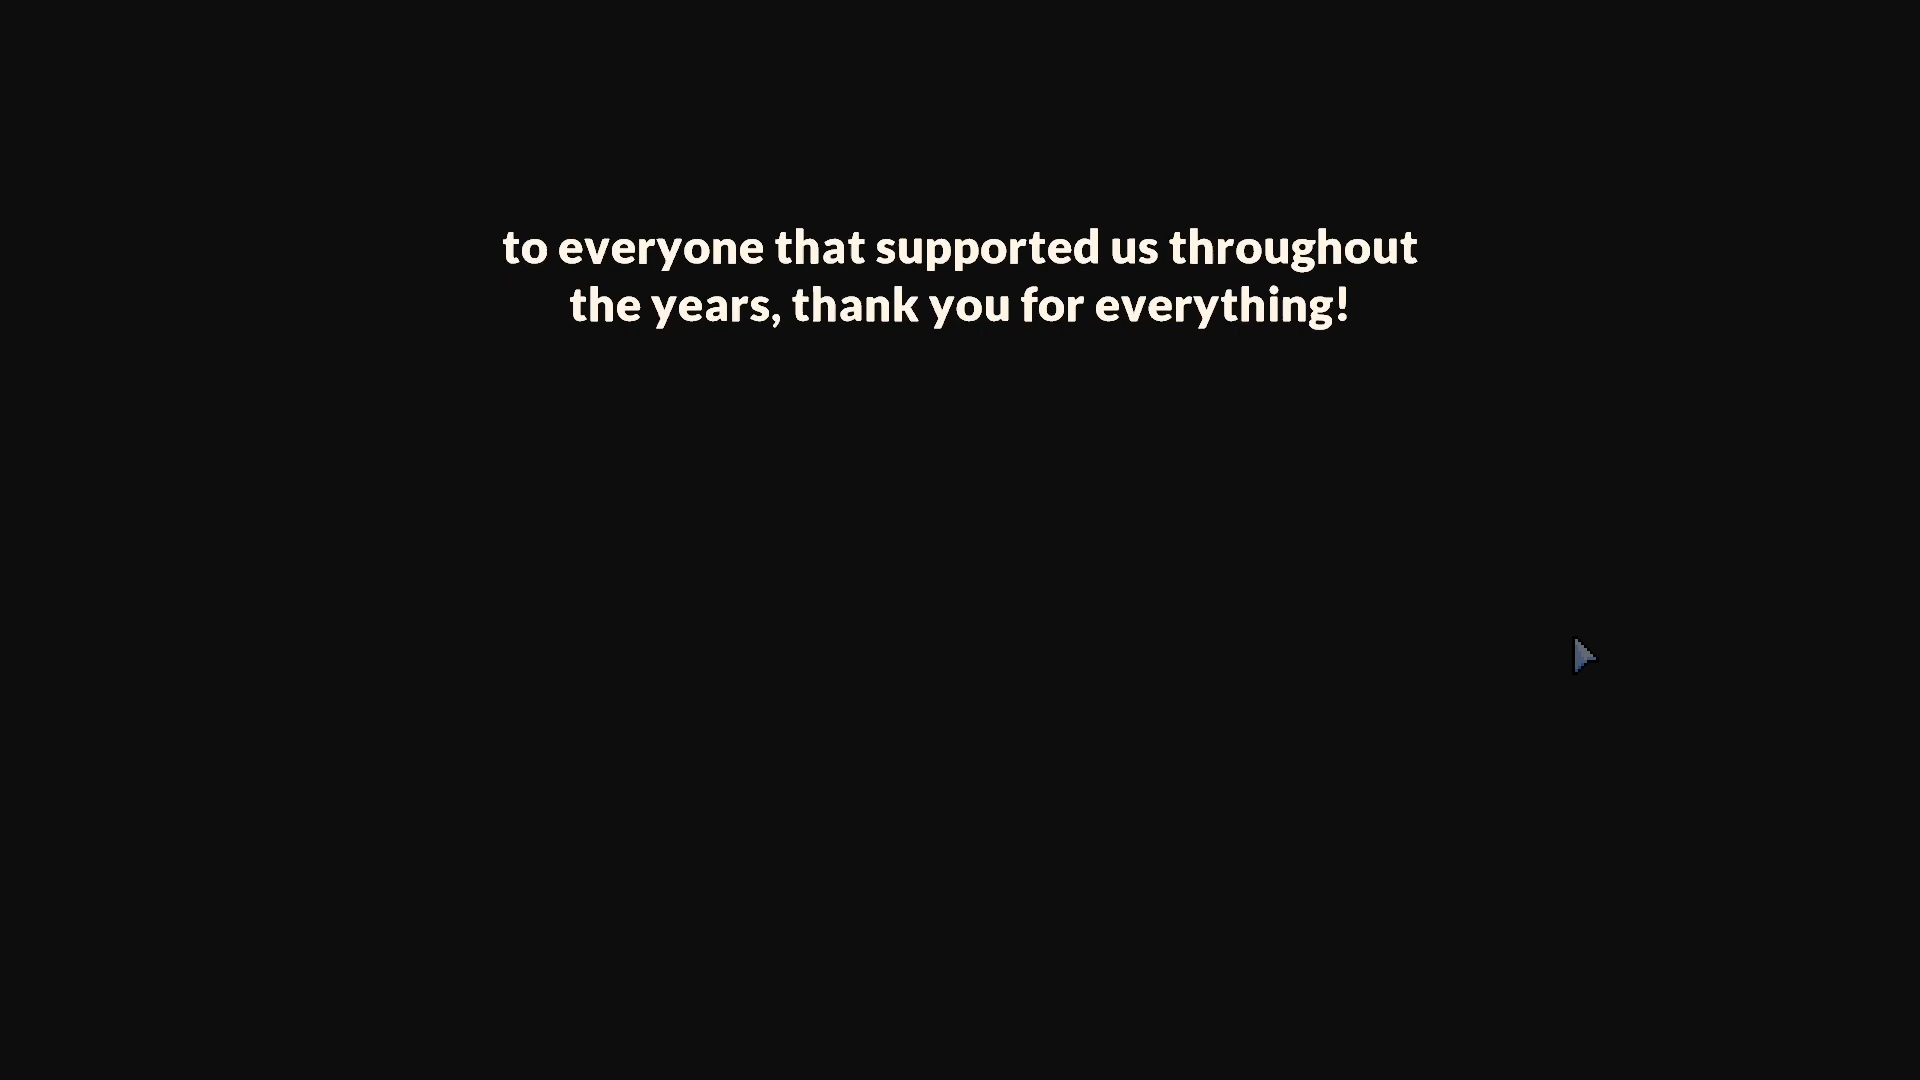 to everyone that supported us throughout
the years, thank you for everything!